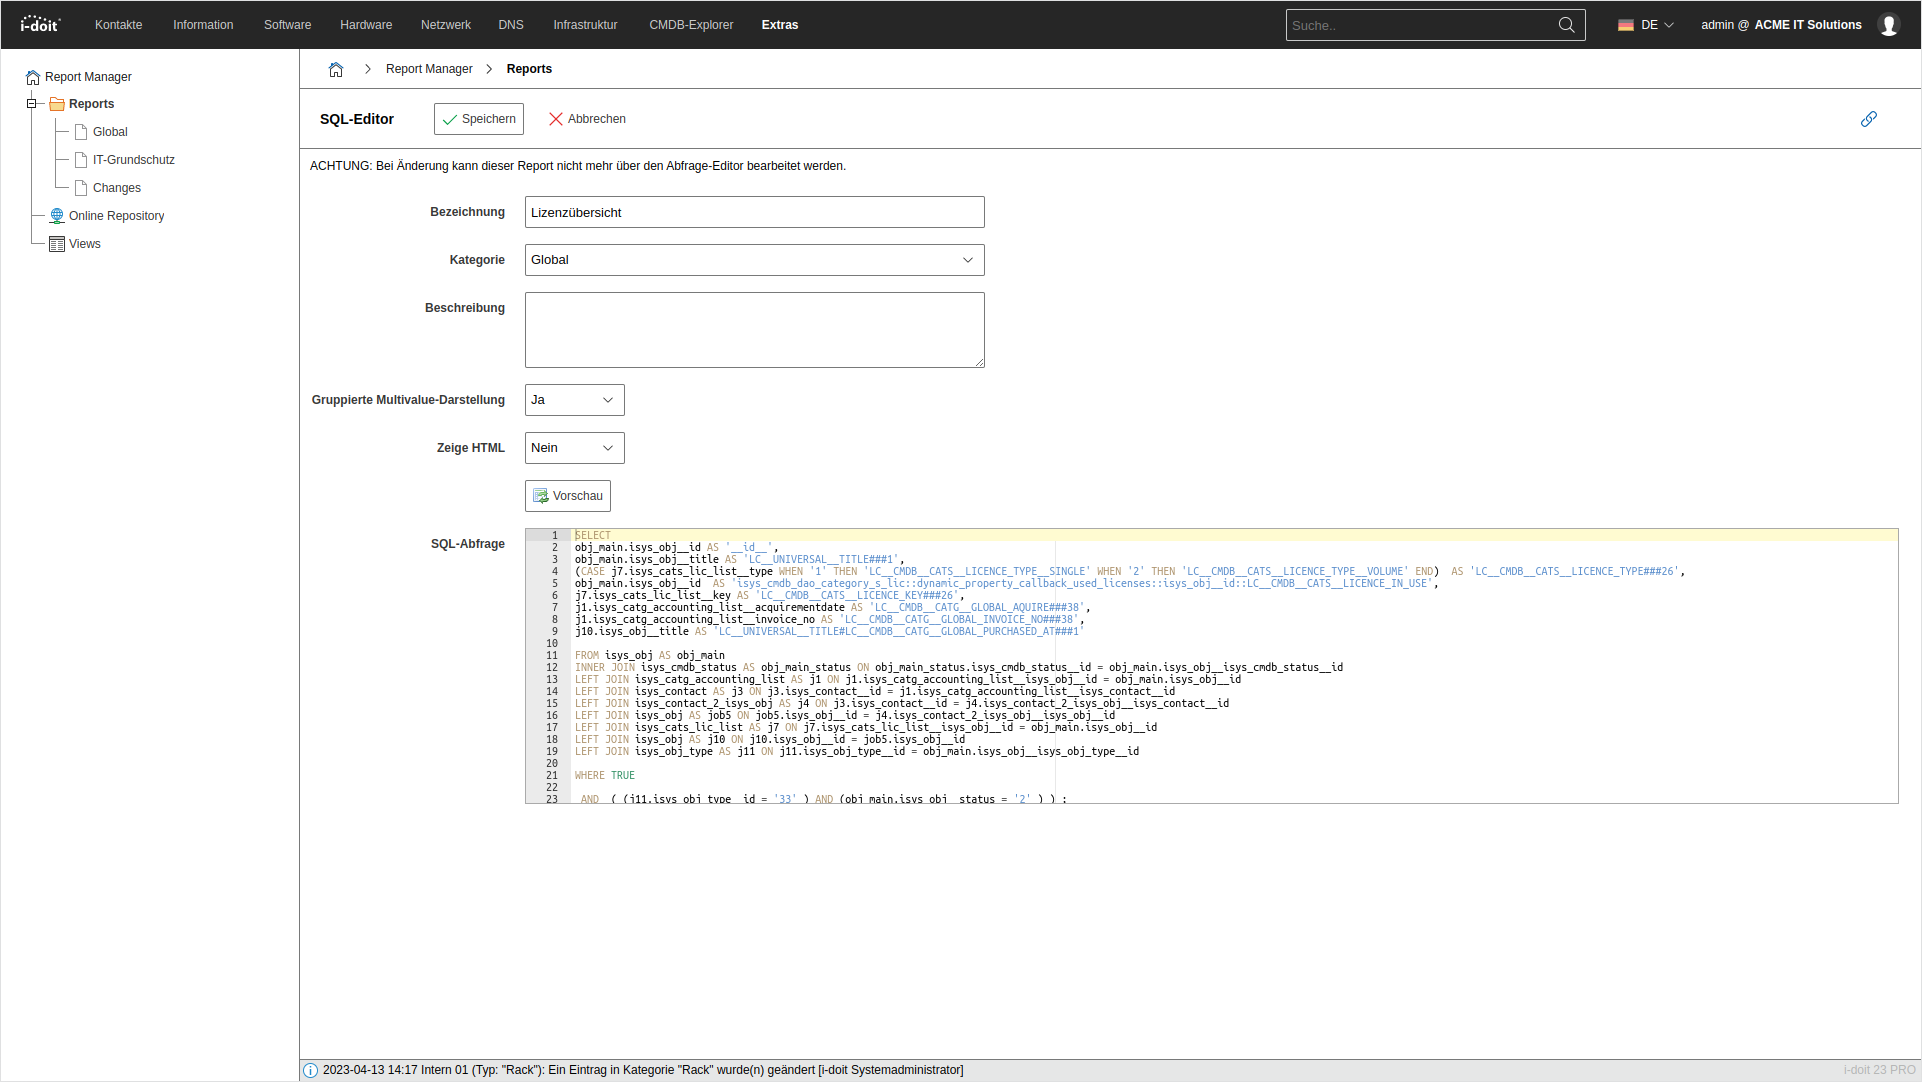 i-doit
Kontakte Information Software Hardware Netzwerk DNS Infrastruktur CMDB-Explorer Extras Suche.. DE admin @ ACME IT Solutions
Report Manager
Reports
Global
IT-Grundschutz
Changes
Online Repository
Views
Report Manager Reports
SQL-Editor Speichern Abbrechen
ACHTUNG: Bei Änderung kann dieser Report nicht mehr über den Abfrage-Editor bearbeitet werden.
Bezeichnung Lizenzübersicht
Kategorie Global
Beschreibung
Gruppierte Multivalue-Darstellung Ja
Zeige HTML Nein
Vorschau
SQL-Abfrage
1 SELECT
2 obj_main.isys_obj__id AS '__id__',
3 obj_main.isys_obj__title AS 'LC__UNIVERSAL__TITLE###1',
4 (CASE j7.isys_cats_lic_list__type WHEN '1' THEN 'LC__CMDB__CATS__LICENCE_TYPE__SINGLE' WHEN '2' THEN 'LC__CMDB__CATS__LICENCE_TYPE__VOLUME' END)  AS 'LC__CMDB__CATS__LICENCE_TYPE###26',
5 obj_main.isys_obj__id  AS 'isys_cmdb_dao_category_s_lic::dynamic_property_callback_used_licenses::isys_obj__id::LC__CMDB__CATS__LICENCE_IN_USE',
6 j7.isys_cats_lic_list__key AS 'LC__CMDB__CATS__LICENCE_KEY###26',
7 j1.isys_catg_accounting_list__acquirementdate AS 'LC__CMDB__CATG__GLOBAL_AQUIRE###38',
8 j1.isys_catg_accounting_list__invoice_no AS 'LC__CMDB__CATG__GLOBAL_INVOICE_NO###38',
9 j10.isys_obj__title AS 'LC__UNIVERSAL__TITLE#LC__CMDB__CATG__GLOBAL_PURCHASED_AT###1'
10
11 FROM isys_obj AS obj_main
12 INNER JOIN isys_cmdb_status AS obj_main_status ON obj_main_status.isys_cmdb_status__id = obj_main.isys_obj__isys_cmdb_status__id
13 LEFT JOIN isys_catg_accounting_list AS j1 ON j1.isys_catg_accounting_list__isys_obj__id = obj_main.isys_obj__id
14 LEFT JOIN isys_contact AS j3 ON j3.isys_contact__id = j1.isys_catg_accounting_list__isys_contact__id
15 LEFT JOIN isys_contact_2_isys_obj AS j4 ON j3.isys_contact__id = j4.isys_contact_2_isys_obj__isys_contact__id
16 LEFT JOIN isys_obj AS job5 ON job5.isys_obj__id = j4.isys_contact_2_isys_obj__isys_obj__id
17 LEFT JOIN isys_cats_lic_list AS j7 ON j7.isys_cats_lic_list__isys_obj__id = obj_main.isys_obj__id
18 LEFT JOIN isys_obj AS j10 ON j10.isys_obj__id = job5.isys_obj__id
19 LEFT JOIN isys_obj_type AS j11 ON j11.isys_obj_type__id = obj_main.isys_obj__isys_obj_type__id
20
21 WHERE TRUE
22
23 AND  ( (j11.isys_obj_type__id = '33' ) AND (obj_main.isys_obj__status = '2' ) ) ;
2023-04-13 14:17 Intern 01 (Typ: "Rack"): Ein Eintrag in Kategorie "Rack" wurde(n) geändert [i-doit Systemadministrator] i-doit 23 PRO